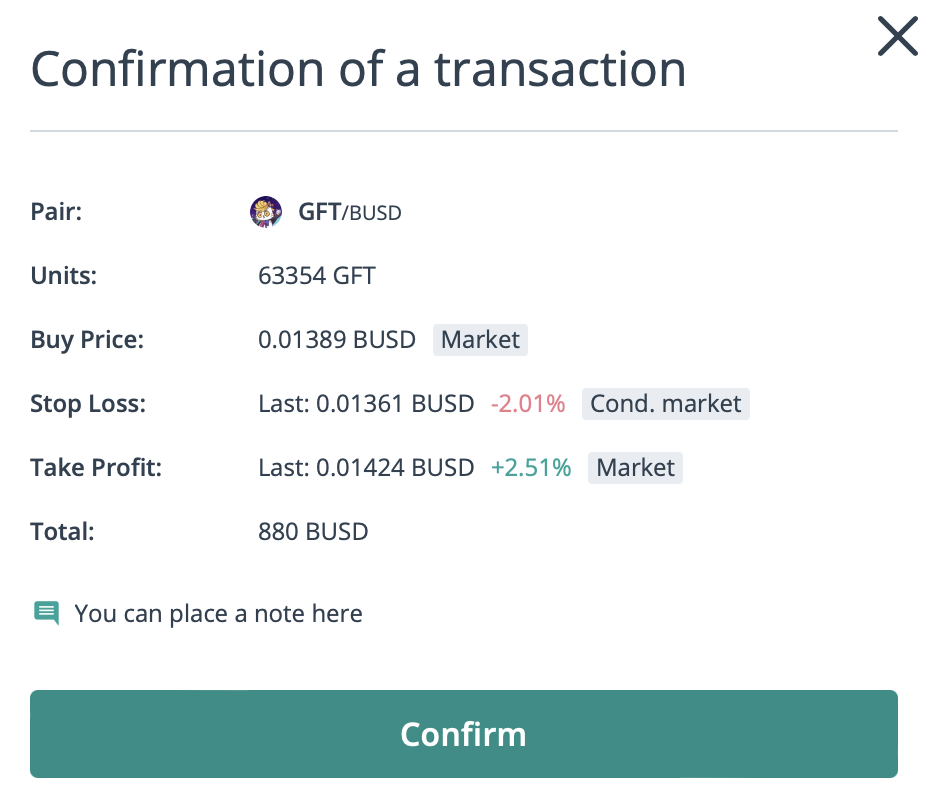 Confirmation of a transaction
Pair: GFT/BUSD
Units: 63354 GFT
Buy Price: 0.01389 BUSD Market
Stop Loss: Last: 0.01361 BUSD -2.01% Cond. market
Take Profit: Last: 0.01424 BUSD +2.51% Market
Total: 880 BUSD
You can place a note here
Confirm